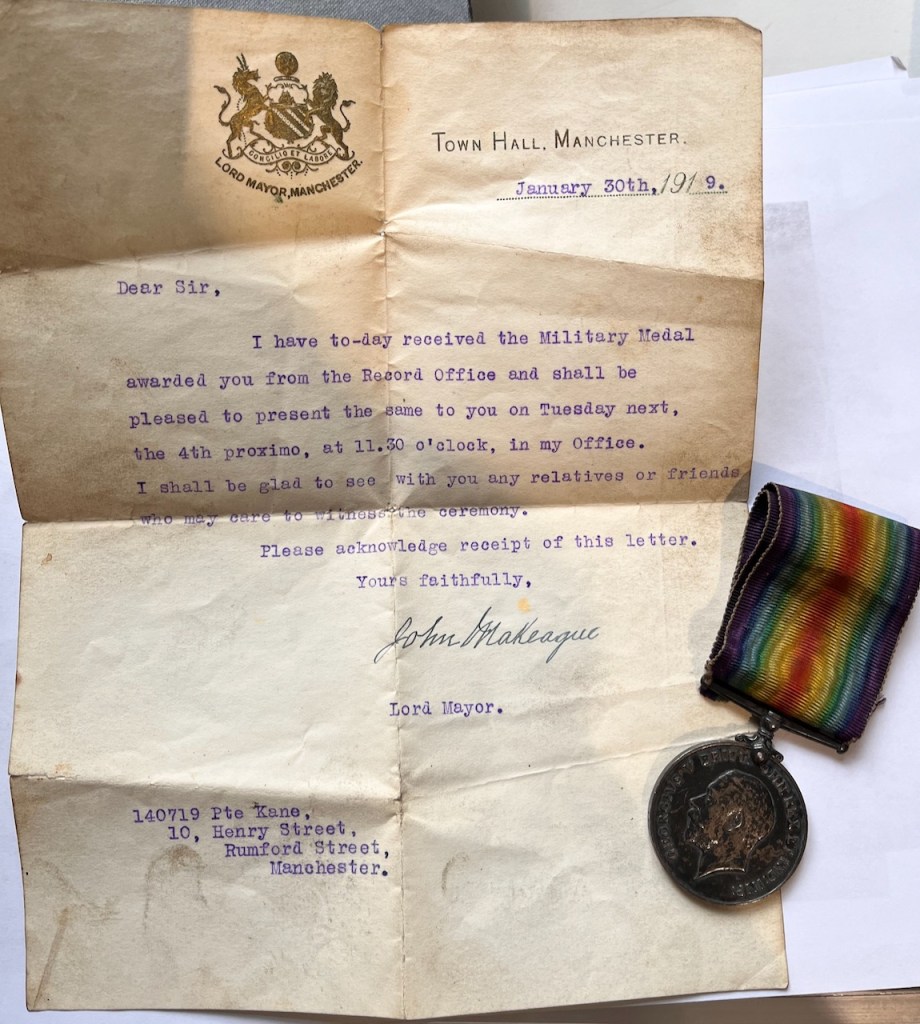 CONCILIO ET LABORE
LORD MAYOR, MANCHESTER.
TOWN HALL, MANCHESTER.
January 30th, 1919.
Dear Sir,
I have to-day received the Military Medal
awarded you from the Record Office and shall be
pleased to present the same to you on Tuesday next,
the 4th proximo, at 11.30 o'clock, in my Office.
I shall be glad to see with you any relatives or friends
who may care to witness the ceremony.
Please acknowledge receipt of this letter.
Yours faithfully,
John Makeague
Lord Mayor.
140719 Pte Kane,
10, Henry Street,
Rumford Street,
Manchester.